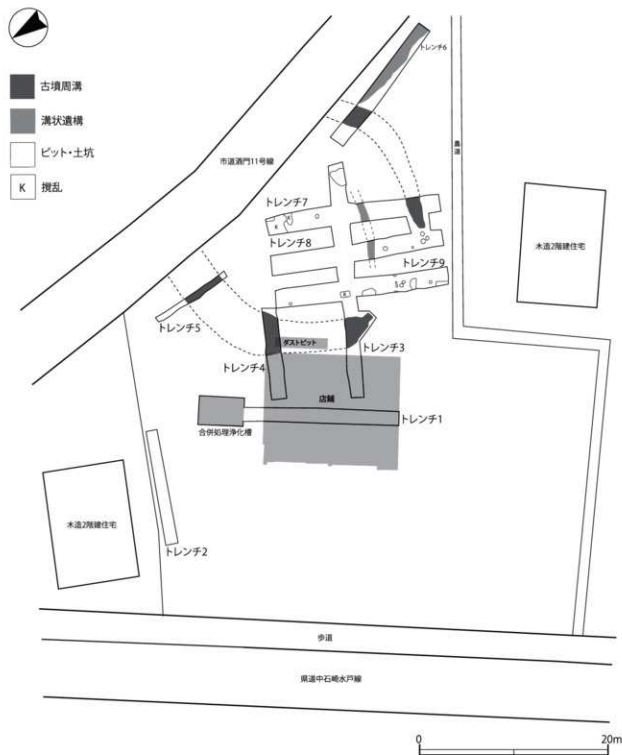 古墳周溝
溝状遺構
ピット・土坑
K 撹乱
市道酒門11号線
トレンチ6
農道
トレンチ7
K
トレンチ8
木造2階建住宅
トレンチ9
K
トレンチ5
トレンチ3
ダストピット
トレンチ4
店舗
トレンチ1
合併処理浄化槽
木造2階建住宅
トレンチ2
歩道
県道中石崎水戸線
0 20m